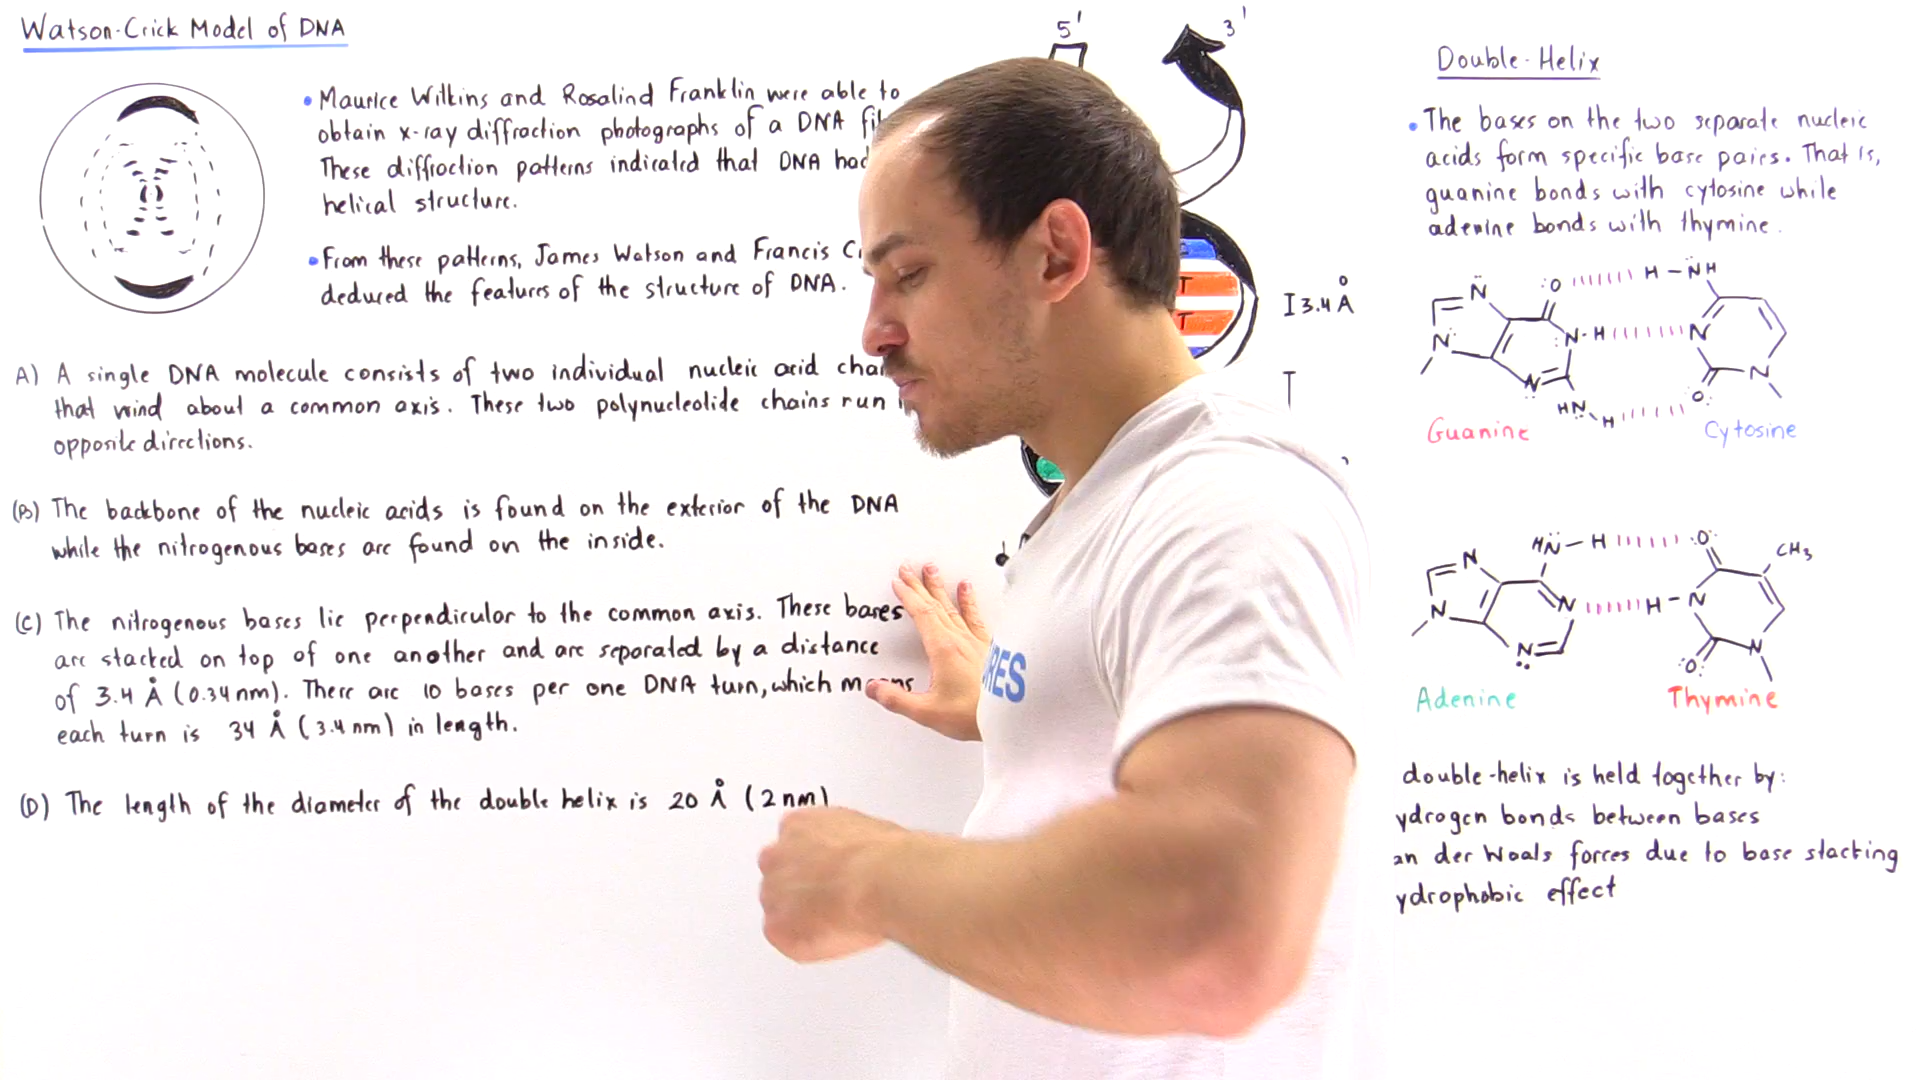 Watson-Crick Model of DNA
• Maurice Wilkins and Rosalind Franklin were able to
obtain x-ray diffraction photographs of a DNA
These diffraction patterns indicated that DNA had
helical structure.
• From these patterns, James Watson and Francis
deduced the features of the structure of DNA.
A) A single DNA molecule consists of two individual nucleic acid
that wind about a common axis. These two polynucleotide chains run
opposite directions.
(B) The backbone of the nucleic acids is found on the exterior of the DNA
while the nitrogenous bases are found on the inside.
(C) The nitrogenous bases lie perpendicular to the common axis. These bases
are stacked on top of one another and are separated by a distance
of 3.4 Å (0.34nm). There are 10 bases per one DNA turn, which means
each turn is 34 Å (3.4nm) in length.
(D) The length of the diameter of the double helix is 20 Å (2nm)
5'
3'
T
T
3.4 Å
RES
Double-Helix
• The bases on the two separate nucleic
acids form specific base pairs. That is,
guanine bonds with cytosine while
adenine bonds with thymine.
N
O
H-NH
N
N-H
N
N
HN
H
O
N
Guanine
Cytosine
HN-H
O
CH3
N
N
N
H-N
N
O
N
Adenine
Thymine
double-helix is held together by:
ydrogen bonds between bases
an der Waals forces due to base stacking
ydrophobic effect